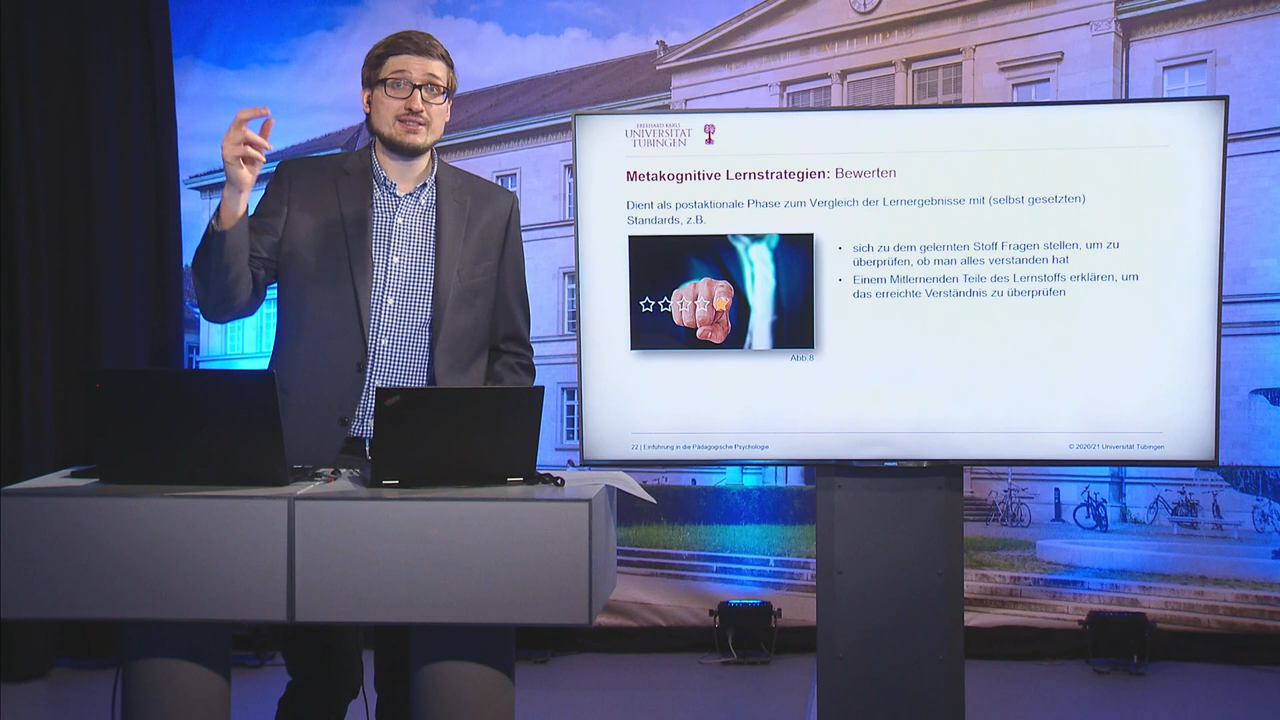 EBERHARD KARLS
UNIVERSITÄT
TÜBINGEN
Metakognitive Lernstrategien: Bewerten
Dient als postaktionale Phase zum Vergleich der Lernergebnisse mit (selbst gesetzten)
Standards, z.B.
• sich zu dem gelernten Stoff Fragen stellen, um zu
überprüfen, ob man alles verstanden hat
• Einem Mitlernenden Teile des Lernstoffs erklären, um
das erreichte Verständnis zu überprüfen
Abb.8
22 | Einführung in die Pädagogische Psychologie
© 2020/21 Universität Tübingen